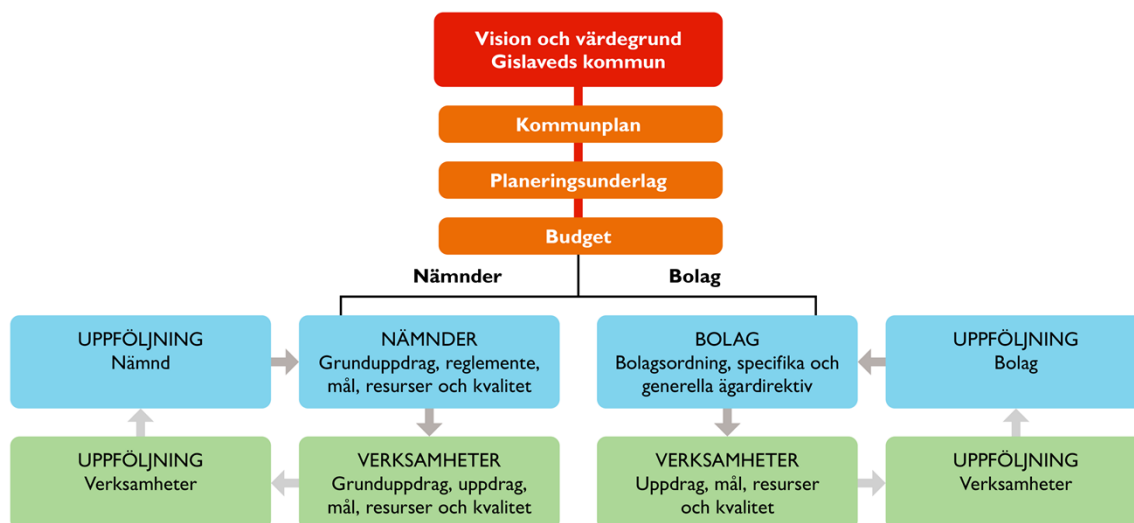 Vision och värdegrund
Gislaveds kommun
Kommunplan
Planeringsunderlag
Budget
Nämnder
Bolag
UPPFÖLJNING
Nämnd
NÄMNDER
Grunduppdrag, reglemente,
mål, resurser och kvalitet
BOLAG
Bolagsordning, specifika och
generella ägardirektiv
UPPFÖLJNING
Bolag
UPPFÖLJNING
Verksamheter
VERKSAMHETER
Grunduppdrag, uppdrag,
mål, resurser och kvalitet
VERKSAMHETER
Uppdrag, mål, resurser
och kvalitet
UPPFÖLJNING
Verksamheter